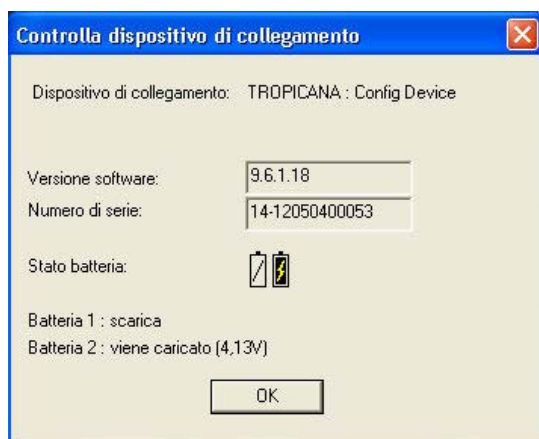 Controlla dispositivo di collegamento
Dispositivo di collegamento: TROPICANA : Config Device
Versione software: 9.6.1.18
Numero di serie: 14-12050400053
Stato batteria:
Batteria 1 : scarica
Batteria 2 : viene caricato (4,13V)
OK